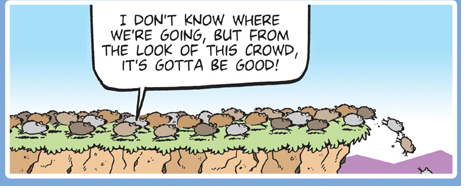 I DON'T KNOW WHERE
WE'RE GOING, BUT FROM
THE LOOK OF THIS CROWD,
IT'S GOTTA BE GOOD!